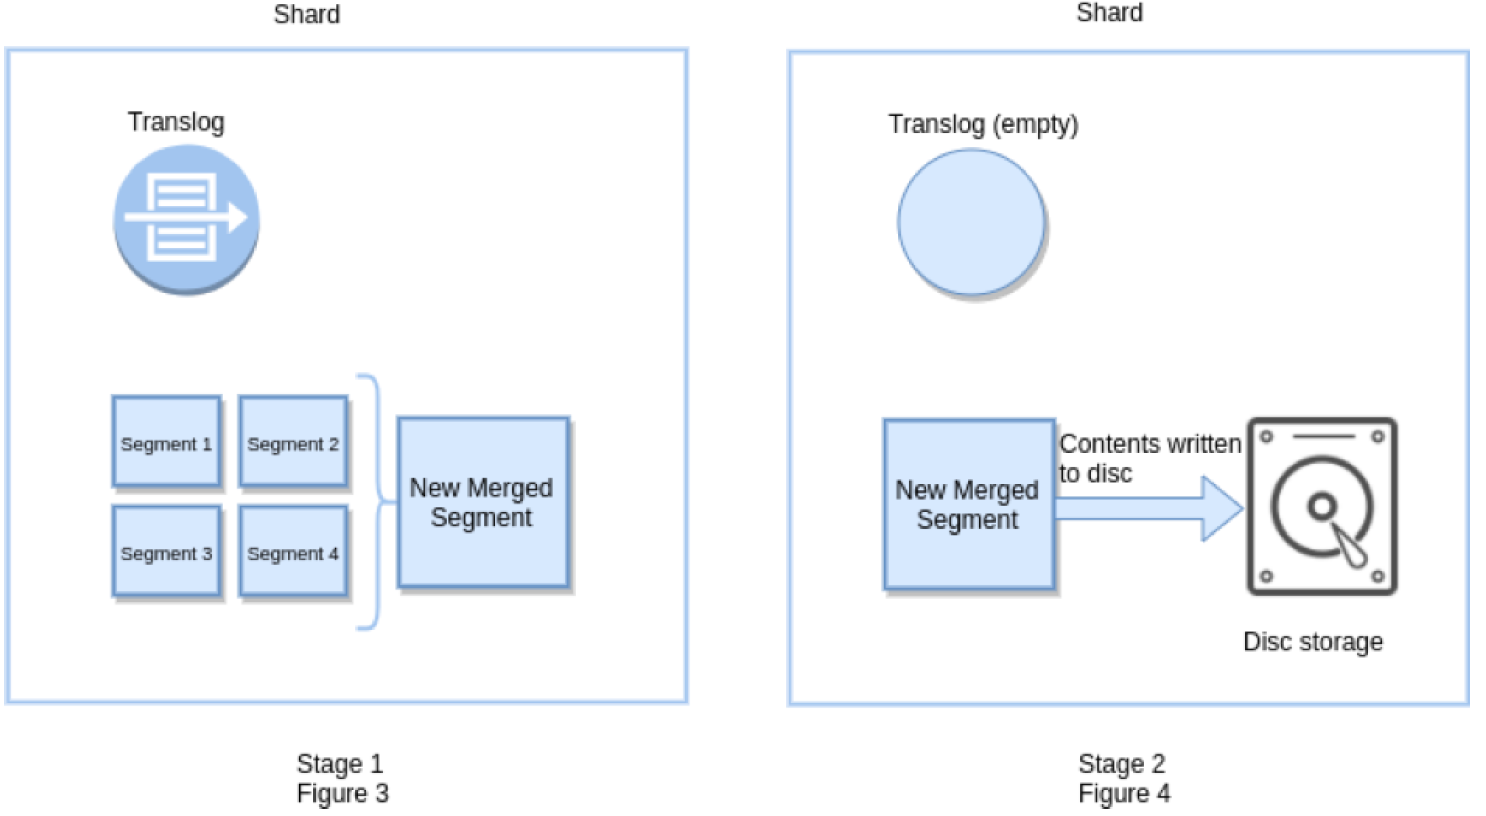 Shard
Translog
Segment 1
Segment 2
Segment 3
Segment 4
New Merged
Segment
Stage 1
Figure 3
Shard
Translog (empty)
New Merged
Segment
Contents written
to disc
Disc storage
Stage 2
Figure 4